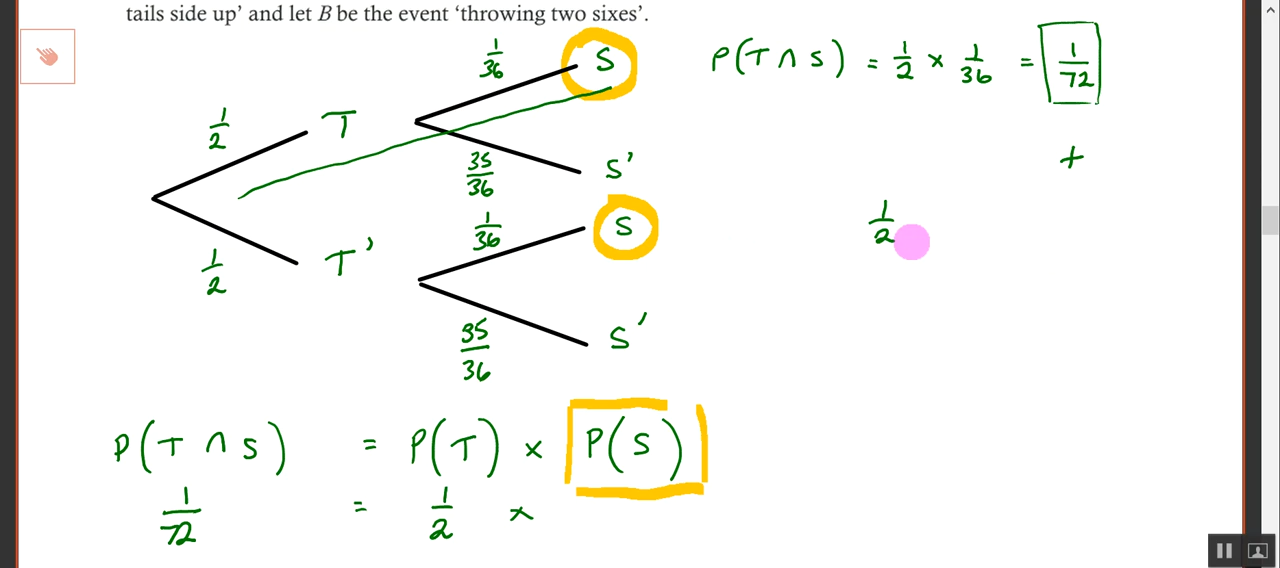 tails side up’ and let B be the event ‘throwing two sixes’.
1/36 S
P(T ∩ S) = 1/2 × 1/36 = 1/72
1/2 T
35/36 S'
+
1/36 S
1/2
1/2 T'
35/36 S'
P(T ∩ S) = P(T) × P(S)
1/72 = 1/2 ×